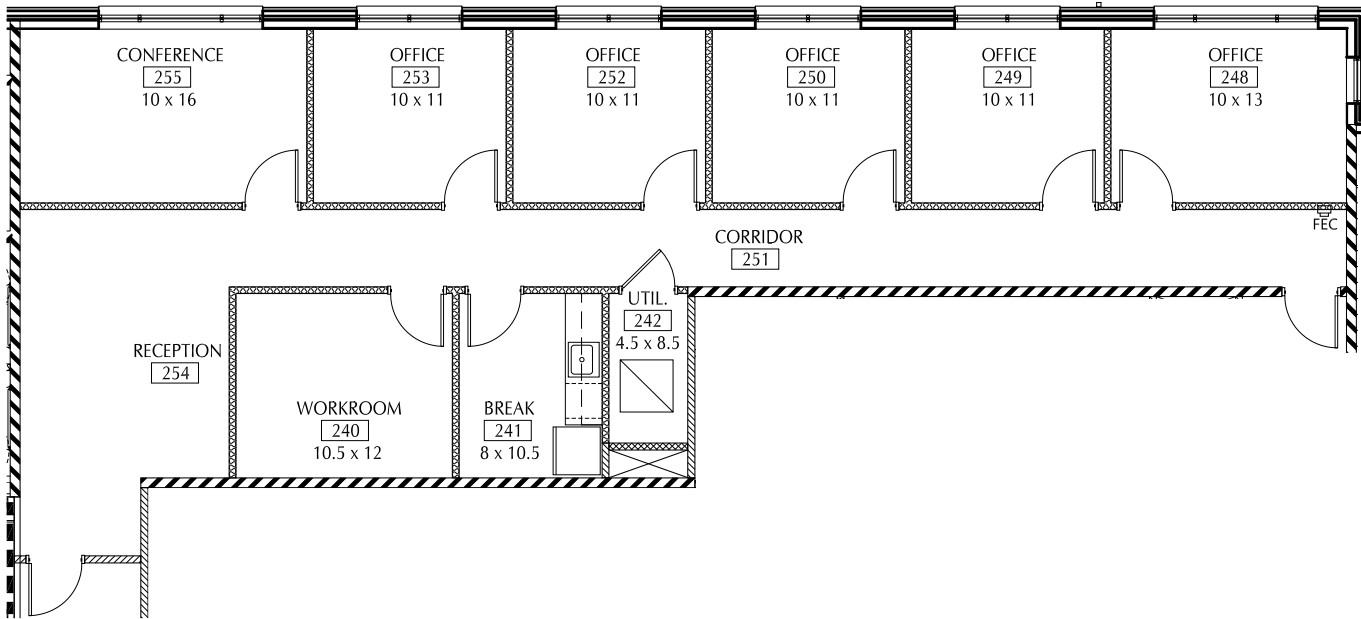 CONFERENCE
255
10 x 16
OFFICE
253
10 x 11
OFFICE
252
10 x 11
OFFICE
250
10 x 11
OFFICE
249
10 x 11
OFFICE
248
10 x 13
FEC
CORRIDOR
251
RECEPTION
254
WORKROOM
240
10.5 x 12
BREAK
241
8 x 10.5
UTIL.
242
4.5 x 8.5